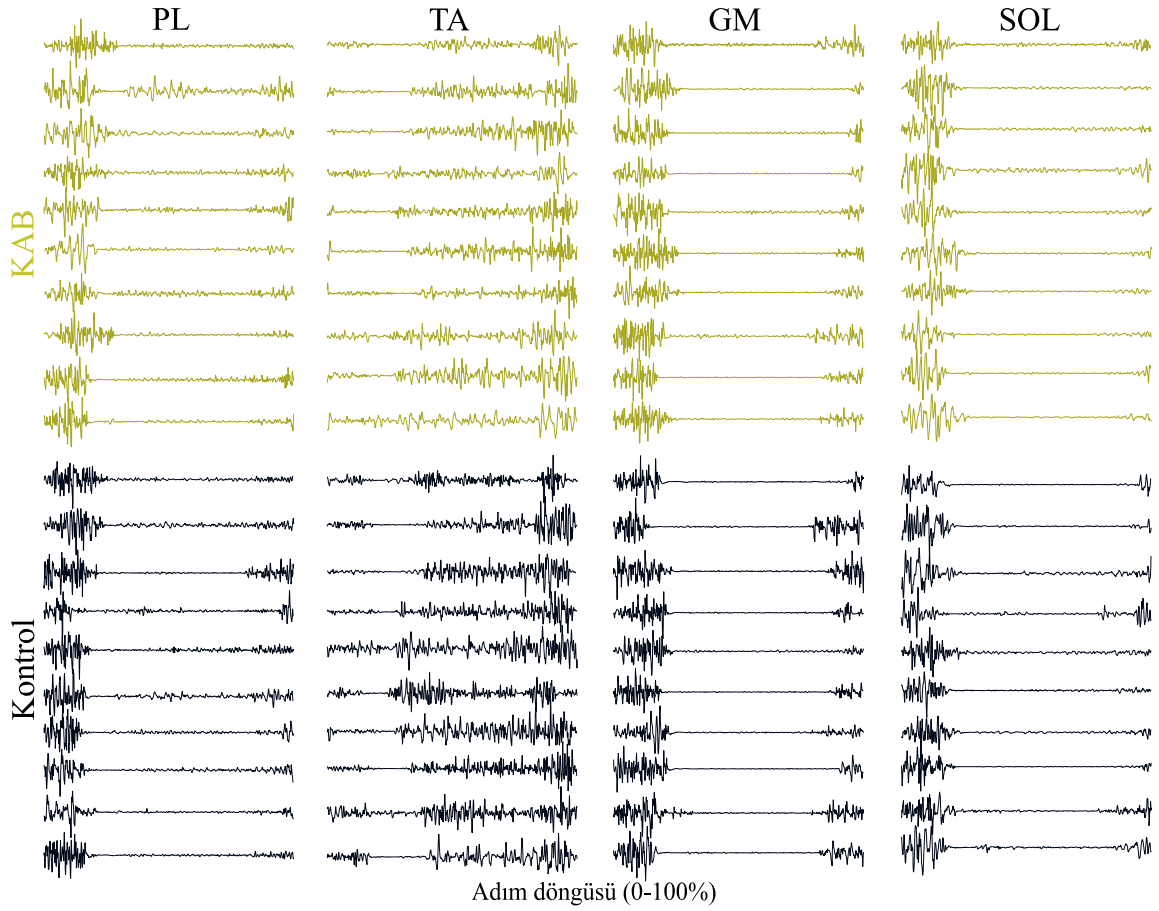 PL TA GM SOL
KAB
Kontrol
Adım döngüsü (0-100%)